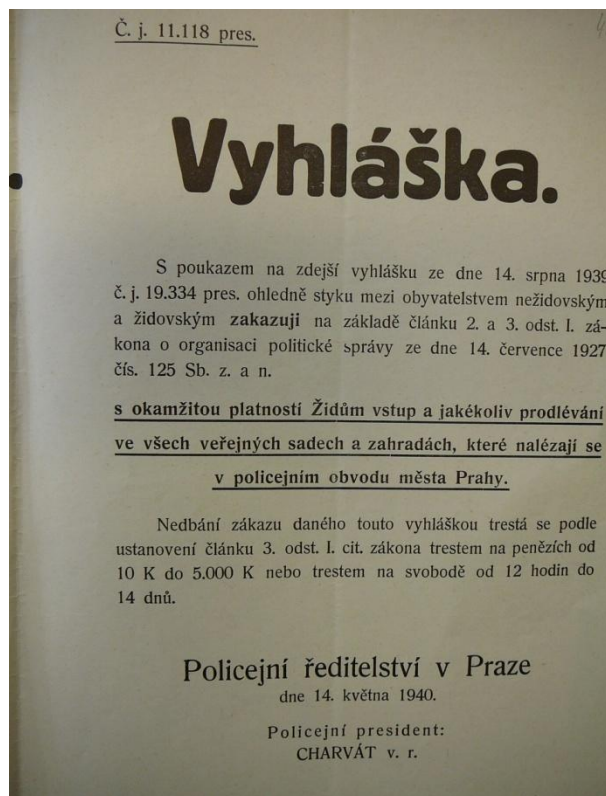 Č. j. 11.118 pres.
Vyhláška.
S poukazem na zdejší vyhlášku ze dne 14. srpna 1939
č. j. 19.334 pres. ohledně styku mezi obyvatelstvem nežidovským
a židovským zakazuji na základě článku 2. a 3. odst. I. zá-
kona o organisaci politické správy ze dne 14. července 1927
čís. 125 Sb. z. a n.
s okamžitou platností Židům vstup a jakékoliv prodlévání
ve všech veřejných sadech a zahradách, které nalézají se
v policejním obvodu města Prahy.
Nedbání zákazu daného touto vyhláškou trestá se podle
ustanovení článku 3. odst. I. cit. zákona trestem na penězích od
10 K do 5.000 K nebo trestem na svobodě od 12 hodin do
14 dnů.
Policejní ředitelství v Praze
dne 14. května 1940.
Policejní president:
CHARVÁT v. r.